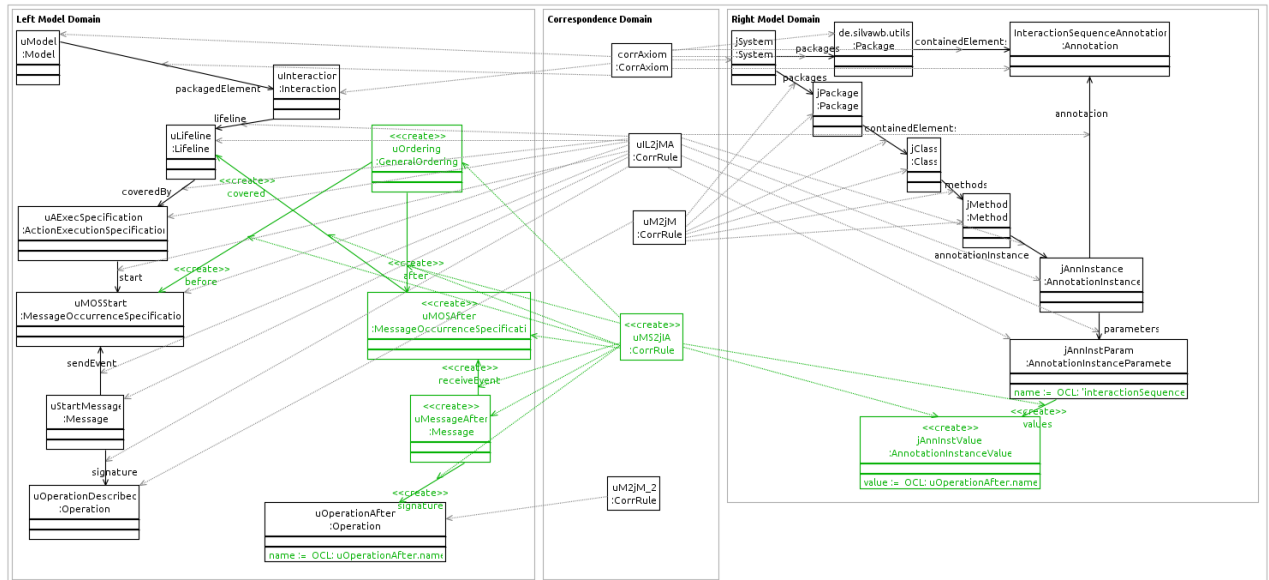 Left Model Domain
uModel
:Model
packagedElement
uInteraction
:Interaction
lifeline
uLifeline
:Lifeline
<<create>>
covered
coveredBy
<<create>>
uOrdering
:GeneralOrdering
uAExecSpecification
:ActionExecutionSpecification
start
<<create>>
before
<<create>>
after
uMOSStart
:MessageOccurrenceSpecificatio
<<create>>
uMOSAfter
:MessageOccurrenceSpecificati
sendEvent
<<create>>
receiveEvent
uStartMessage
:Message
<<create>>
uMessageAfter
:Message
signature
<<create>>
signature
uOperationDescribed
:Operation
uOperationAfter
:Operation
name := OCL: uOperationAfter.name
Correspondence Domain
corrAxiom
:CorrAxiom
uIL2jMA
:CorrRule
uM2jM
:CorrRule
<<create>>
uMS2jIA
:CorrRule
uM2jM_2
:CorrRule
Right Model Domain
jSystem
:System
packages
de.silvawb.utils
:Package
containedElements
InteractionSequenceAnnotation
:Annotation
packages
jPackage
:Package
annotation
containedElements
jClass
:Class
methods
jMethod
:Method
annotationInstance
jAnnInstance
:AnnotationInstance
parameters
jAnnInstParam
:AnnotationInstanceParamete
name := OCL: 'interactionSequence
<<create>>
values
<<create>>
jAnnInstValue
:AnnotationInstanceValue
value := OCL: uOperationAfter.name